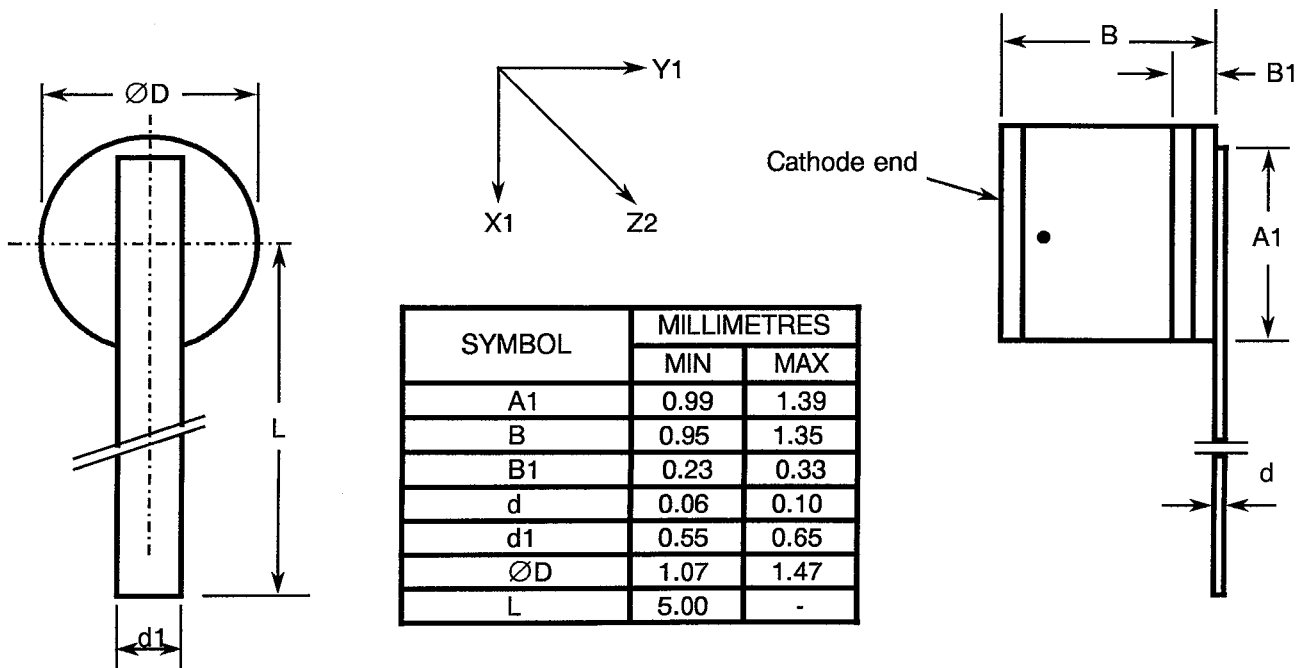 ØD
Y1
X1
Z2
B
B1
Cathode end
A1
L
d
d1
SYMBOL MILLIMETRES
MIN MAX
A1 0.99 1.39
B 0.95 1.35
B1 0.23 0.33
d 0.06 0.10
d1 0.55 0.65
ØD 1.07 1.47
L 5.00 -